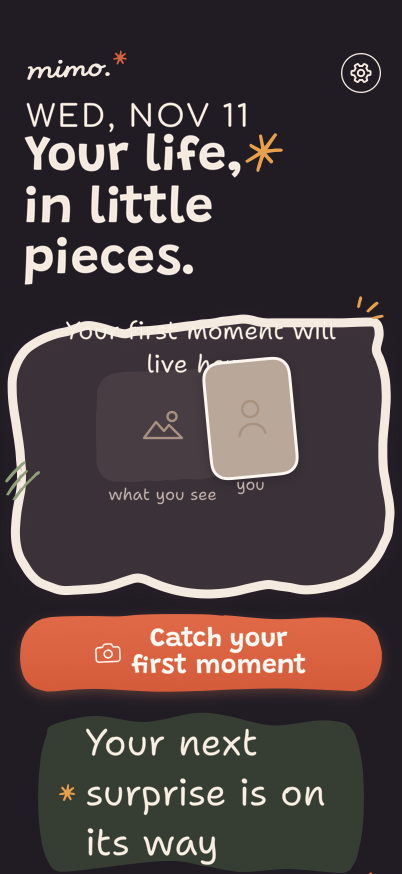 mimo.
WED, NOV 11
Your life,
in little
pieces.
Your first moment will
live here
what you see
you
Catch your
first moment
Your next
surprise is on
its way